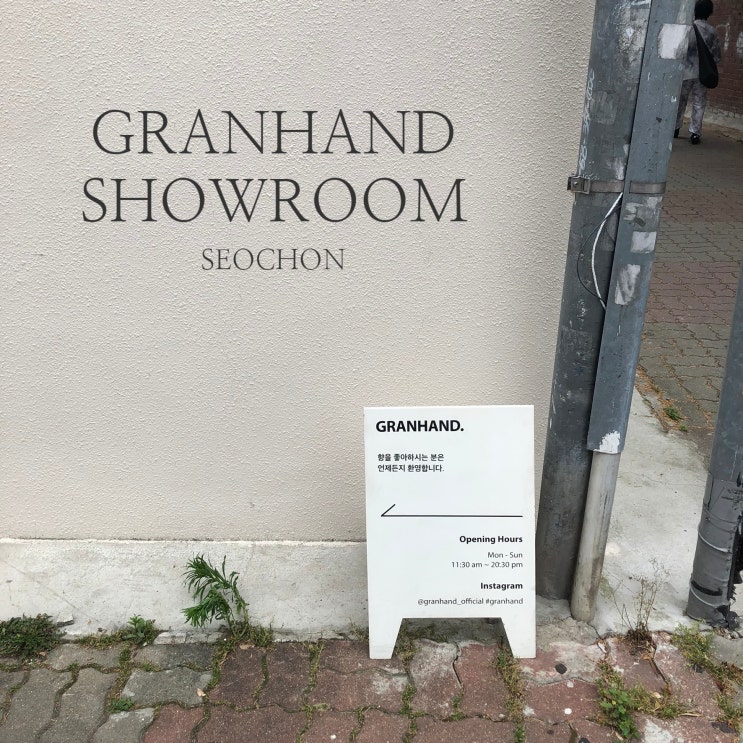 GRANHAND
SHOWROOM
SEOCHON
GRANHAND.
향을 좋아하시는 분은
언제든지 환영합니다.
Opening Hours
Mon - Sun
11:30 am ~ 20:30 pm
Instagram
@granhand_official #granhand